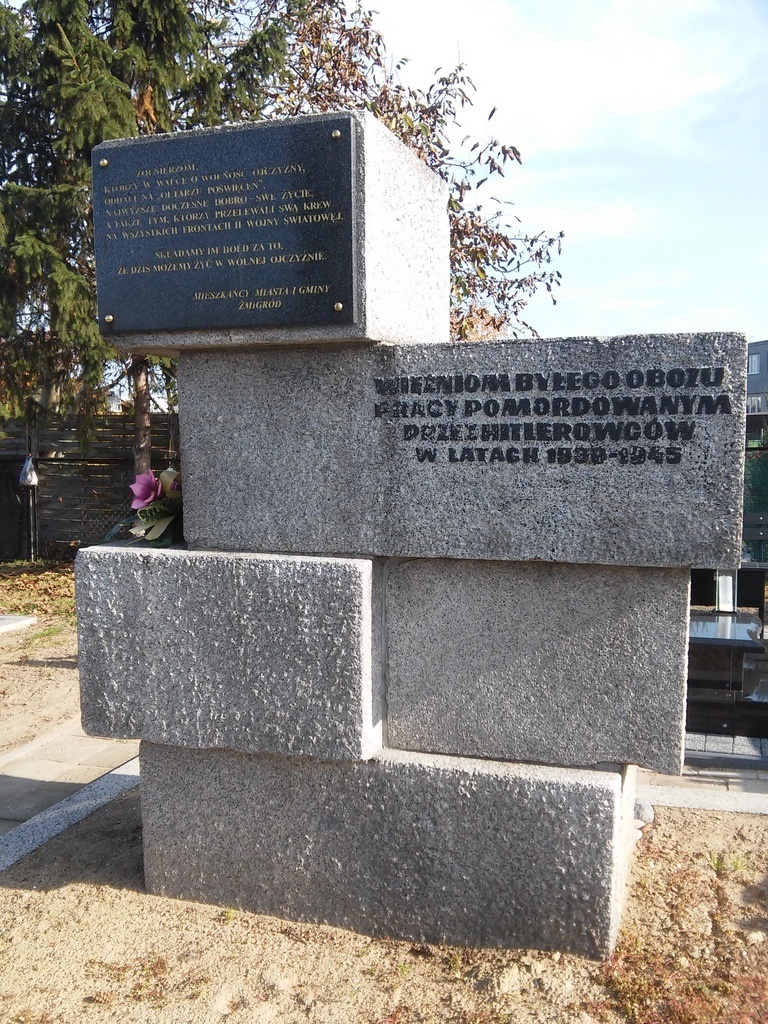 ŻOŁNIERZOM,
KTÓRZY W WALCE O WOLNOŚĆ OJCZYZNY,
ODDALI NA „OŁTARZU POŚWIĘCEŃ”,
NAJWYŻSZE DOCZESNE DOBRO – SWE ŻYCIE,
A TAKŻE TYM, KTÓRZY PRZELEWALI SWĄ KREW
NA WSZYSTKICH FRONTACH II WOJNY ŚWIATOWEJ.
SKŁADAMY IM HOŁD ZA TO,
ŻE DZIŚ MOŻEMY ŻYĆ W WOLNEJ OJCZYŹNIE.
MIESZKAŃCY MIASTA I GMINY
ŻMIGRÓD
WIĘŹNIOM BYŁEGO OBOZU
PRACY POMORDOWANYM
PRZEZ HITLEROWCÓW
W LATACH 1939-1945